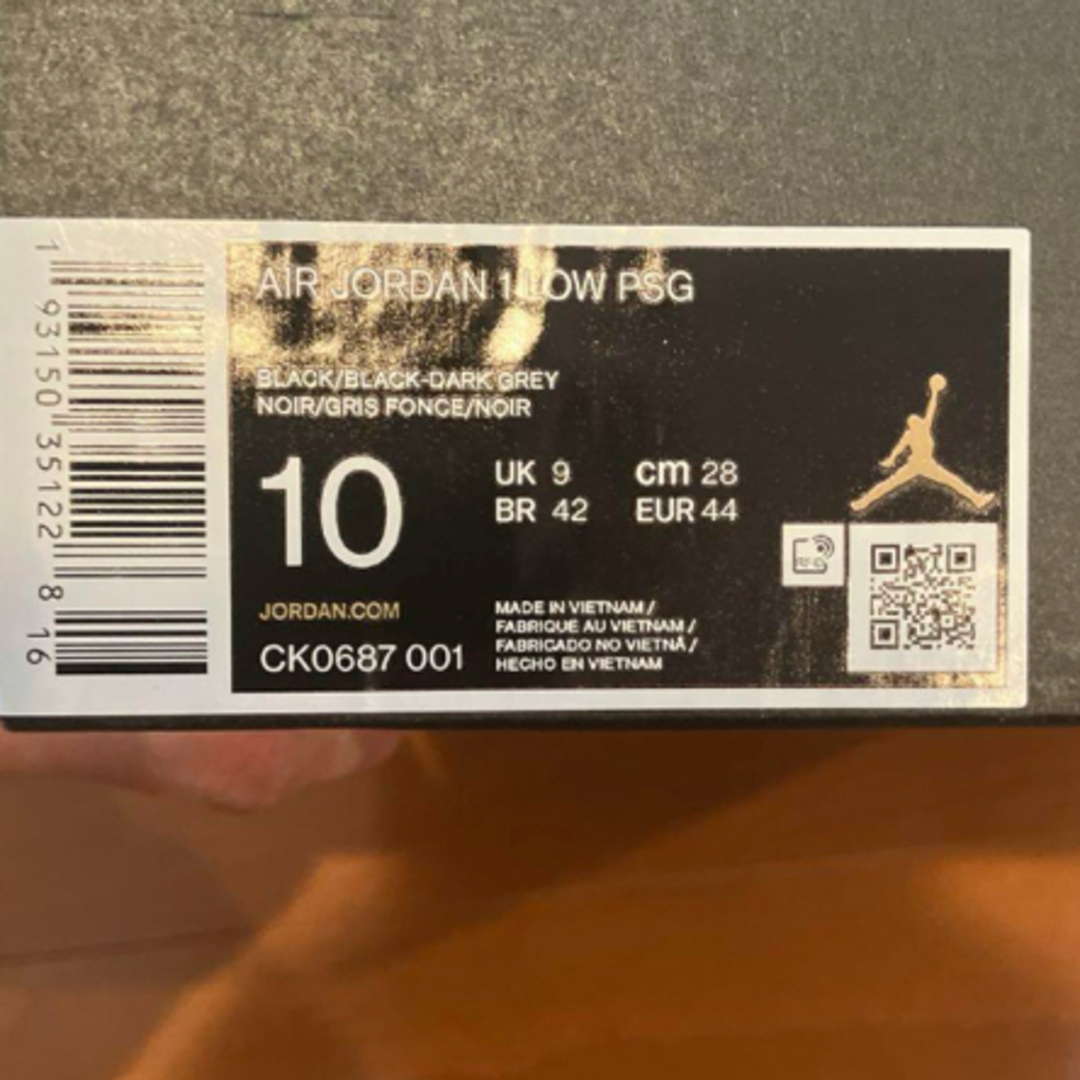 AIR JORDAN 1 LOW PSG
BLACK/BLACK-DARK GREY
NOIR/GRIS FONCE/NOIR
10
UK 9 cm 28
BR 42 EUR 44
RFID
JORDAN.COM
CK0687 001
MADE IN VIETNAM /
FABRIQUE AU VIETNAM /
FABRICADO NO VIETNÃ /
HECHO EN VIETNAM
1 93150 35122 8 16